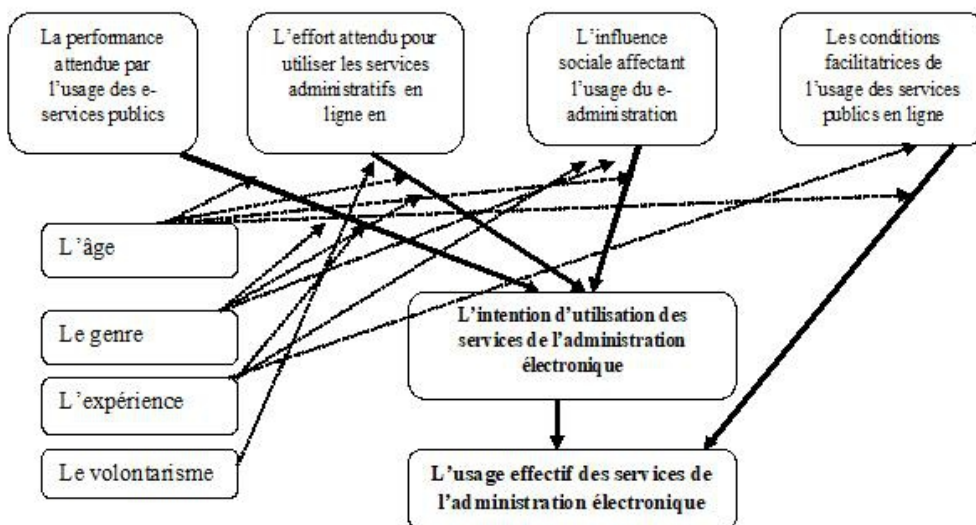 La performance
attendue par
l’usage des e-
services publics
L’effort attendu pour
utiliser les services
administratifs en
ligne en
L’influence
sociale affectant
l’usage du e-
administration
Les conditions
facilitatrices de
l’usage des services
publics en ligne
L’âge
Le genre
L’expérience
Le volontarisme
L’intention d’utilisation des
services de l’administration
électronique
L’usage effectif des services de
l’administration électronique